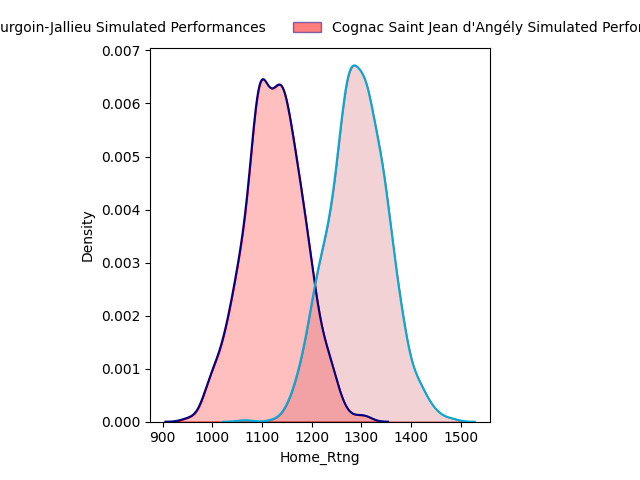 urgoin-Jallieu Simulated Performances Cognac Saint Jean d'Angély Simulated Perfor
0.007
0.006
0.005
0.004
0.003
0.002
0.001
0.000
Density
900 1000 1100 1200 1300 1400 1500
Home_Rtng